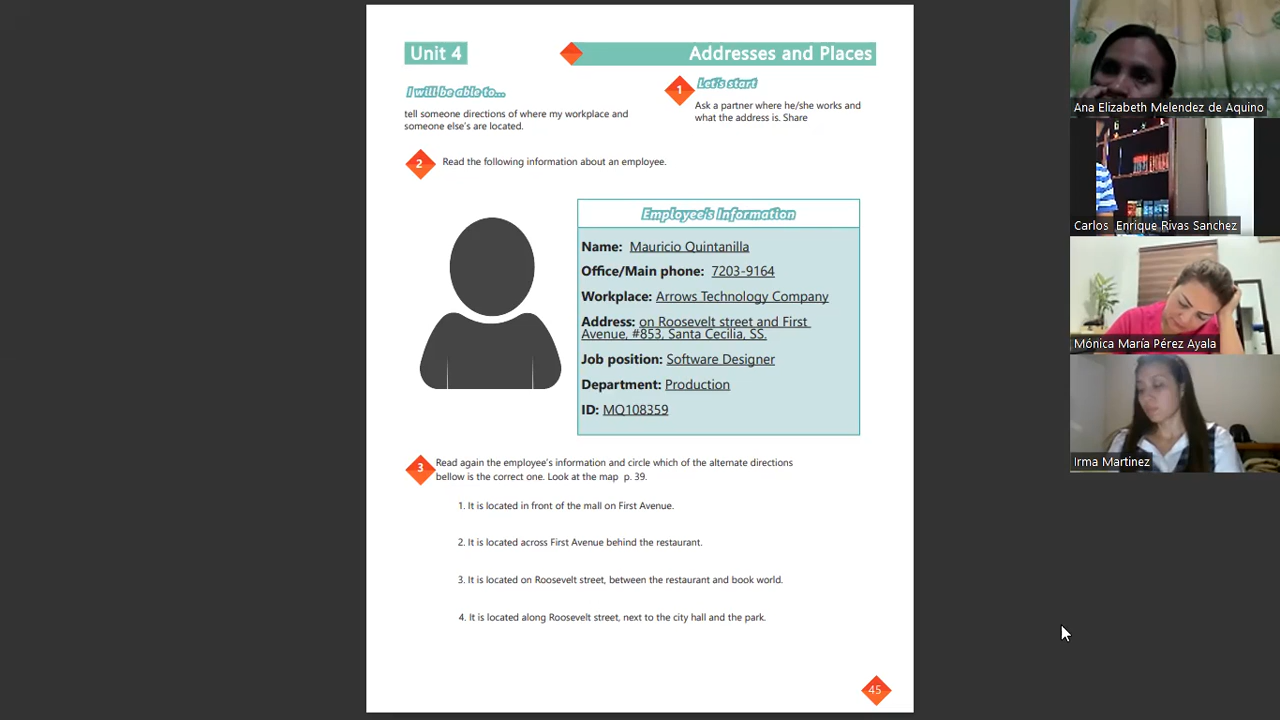 Unit 4
Addresses and Places
I will be able to...
tell someone directions of where my workplace and
someone else's are located.
1
Let's start
Ask a partner where he/she works and
what the address is. Share
2
Read the following information about an employee.
Employee's Information
Name: Mauricio Quintanilla
Office/Main phone: 7203-9164
Workplace: Arrows Technology Company
Address: on Roosevelt street and First
Avenue, #853, Santa Cecilia, SS.
Job position: Software Designer
Department: Production
ID: MQ108359
3
Read again the employee's information and circle which of the alternate directions
bellow is the correct one. Look at the map p. 39.
1. It is located in front of the mall on First Avenue.
2. It is located across First Avenue behind the restaurant.
3. It is located on Roosevelt street, between the restaurant and book world.
4. It is located along Roosevelt street, next to the city hall and the park.
45
Ana Elizabeth Melendez de Aquino
Carlos Enrique Rivas Sanchez
Mónica María Pérez Ayala
Irma Martinez